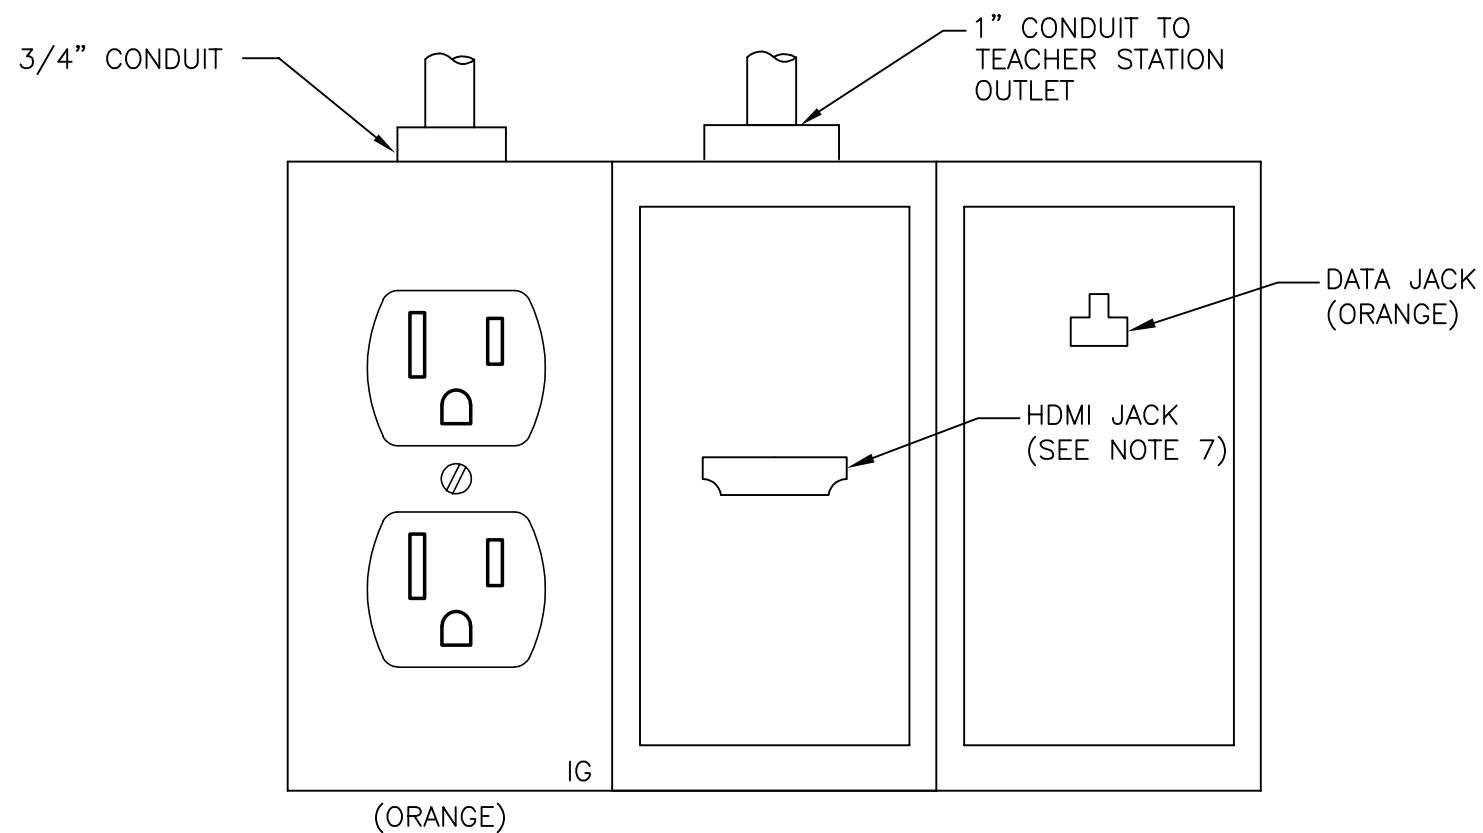 3/4” CONDUIT
1” CONDUIT TO
TEACHER STATION
OUTLET
DATA JACK
(ORANGE)
HDMI JACK
(SEE NOTE 7)
IG
(ORANGE)